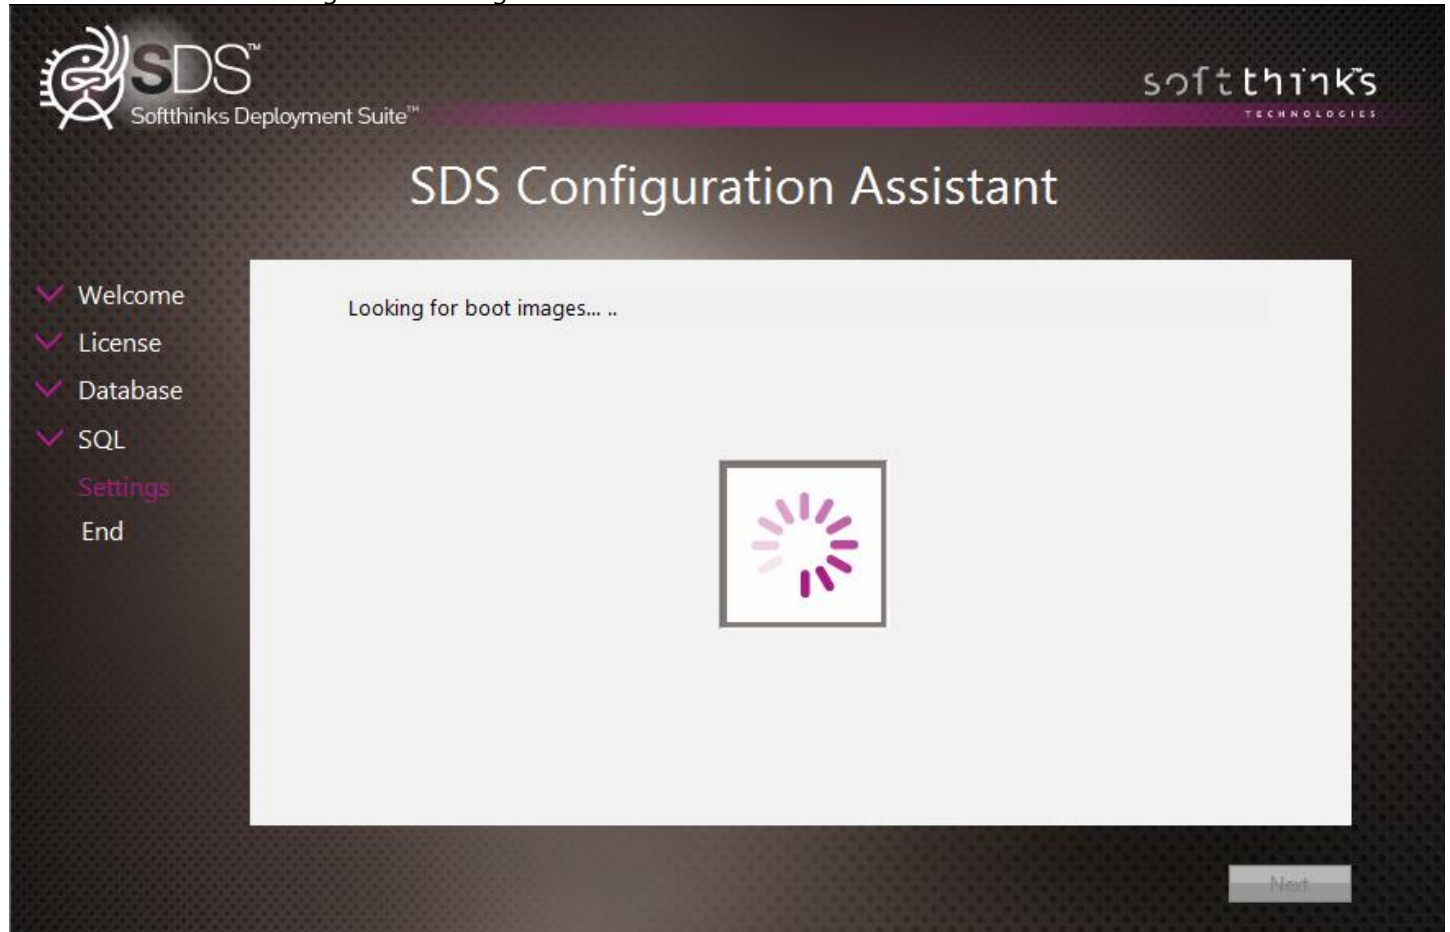 SDS™
Softthinks Deployment Suite™
softthinks™
TECHNOLOGIES
SDS Configuration Assistant
Welcome
License
Database
SQL
Settings
End
Looking for boot images... ..
Next